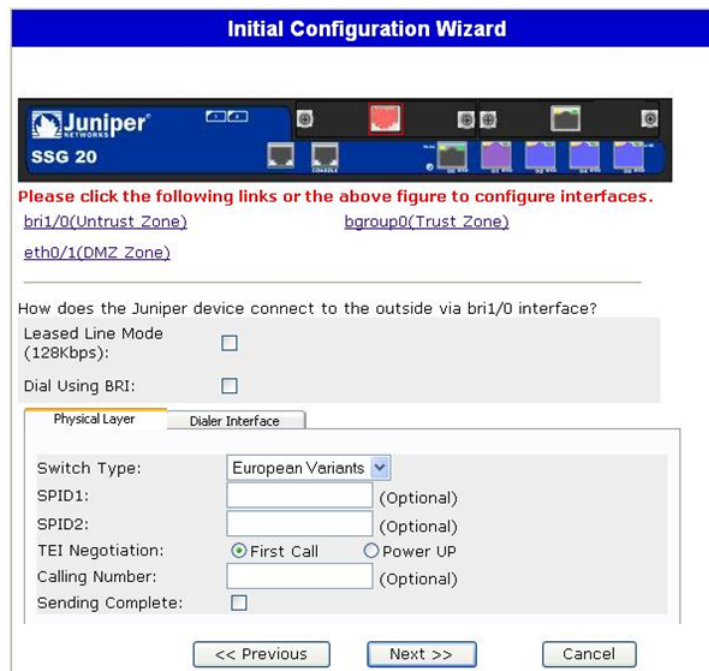 Initial Configuration Wizard
Juniper
NETWORKS
SSG 20
CONSOLE
Please click the following links or the above figure to configure interfaces.
bri1/0(Untrust Zone) bgroup0(Trust Zone)
eth0/1(DMZ Zone)
How does the Juniper device connect to the outside via bri1/0 interface?
Leased Line Mode
(128Kbps):
Dial Using BRI:
Physical Layer Dialer Interface
Switch Type: European Variants
SPID1: (Optional)
SPID2: (Optional)
TEI Negotiation: First Call Power UP
Calling Number: (Optional)
Sending Complete:
<< Previous Next >> Cancel